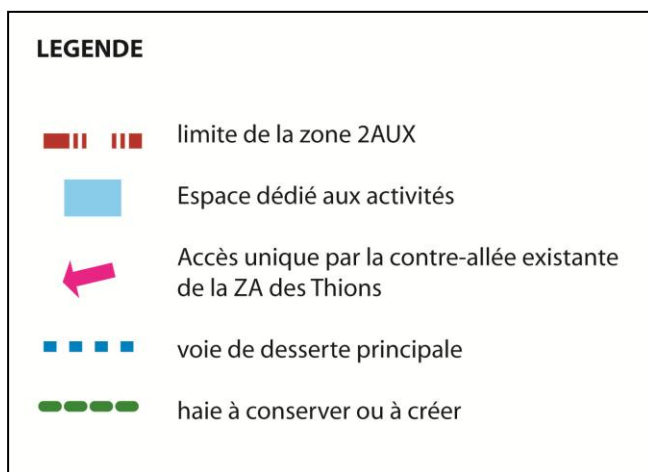 LEGENDE
limite de la zone 2AUX
Espace dédié aux activités
Accès unique par la contre-allée existante
de la ZA des Thions
voie de desserte principale
haie à conserver ou à créer